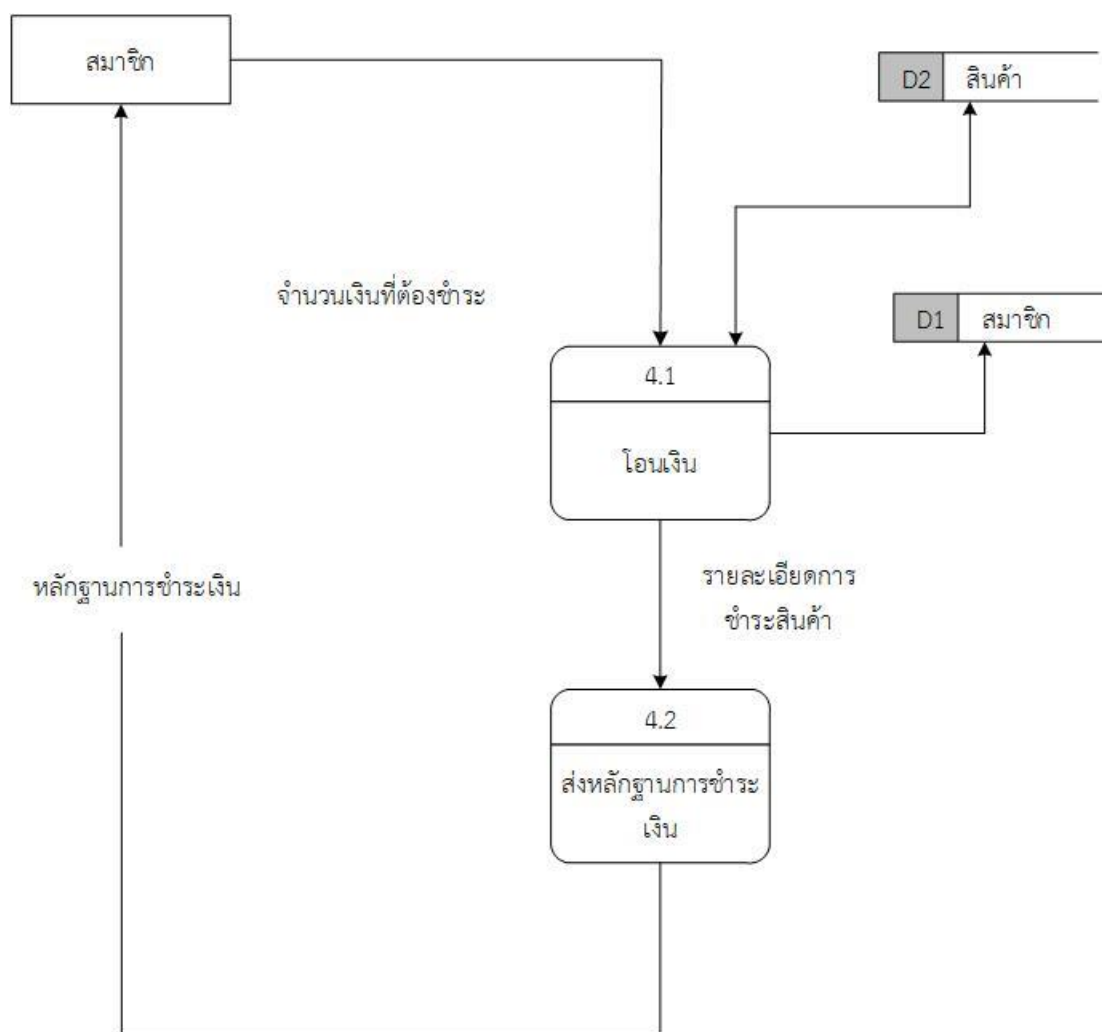 สมาชิก
D2 สินค้า
จำนวนเงินที่ต้องชำระ
D1 สมาชิก
4.1
โอนเงิน
หลักฐานการชำระเงิน
รายละเอียดการ
ชำระสินค้า
4.2
ส่งหลักฐานการชำระ
เงิน